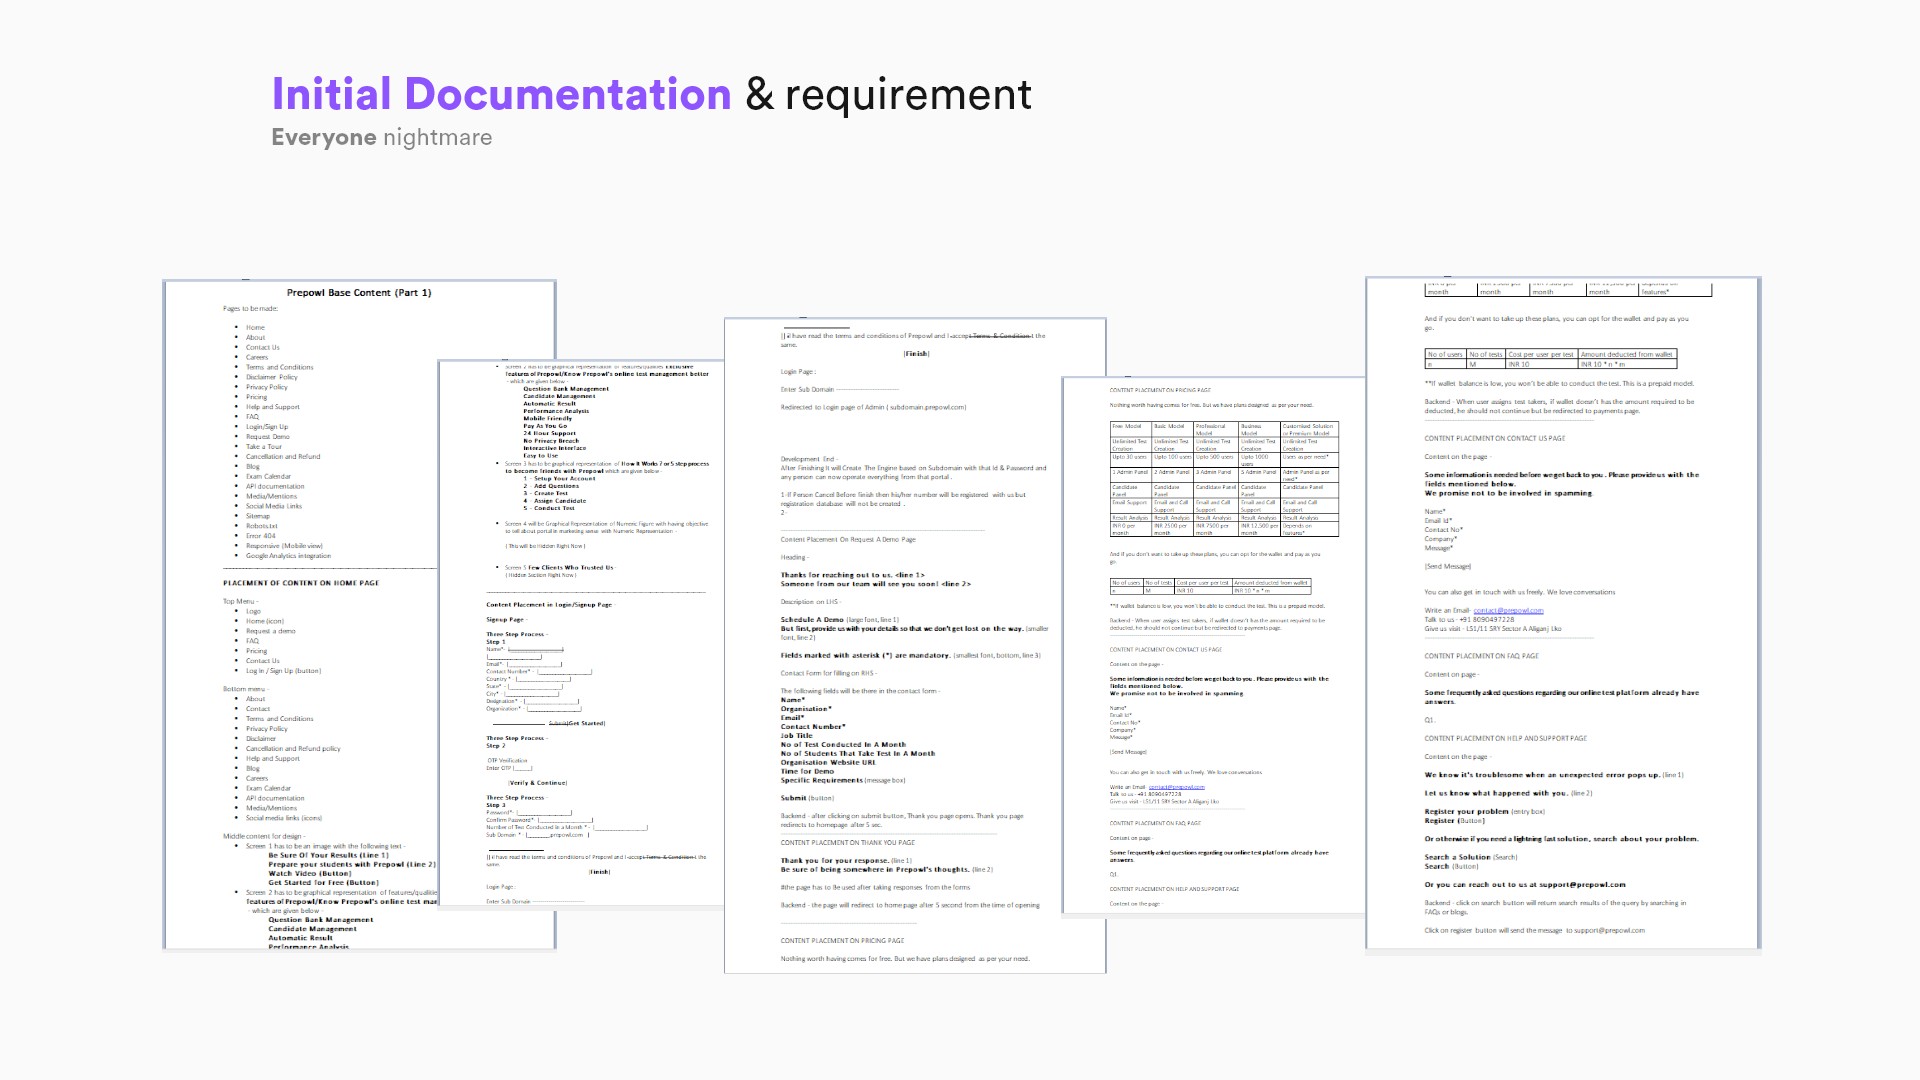 Initial Documentation & requirement
Everyone nightmare
Prepowl Base Content (Part 1)
Pages to be made:
• Home
• About
• Contact Us
• Careers
• Terms and Conditions
• Disclaimer Policy
• Privacy Policy
• Pricing
• Help and Support
• FAQ
• Login/Sign Up
• Request Demo
• Take a Tour
• Cancellation and Refund
• Blog
• Exam Calendar
• API documentation
• Media/Mentions
• Social Media Links
• Sitemap
• Robots.txt
• Error 404
• Responsive (Mobile view)
• Google Analytics integration
PLACEMENT OF CONTENT ON HOME PAGE
Top Menu -
• Logo
• Home (icon)
• Request a demo
• FAQ
• Pricing
• Contact Us
• Log in / Sign Up (button)
Bottom menu -
• About
• Contact
• Terms and Conditions
• Privacy Policy
• Disclaimer
• Cancellation and Refund policy
• Help and Support
• Blog
• Careers
• Exam Calendar
• API documentation
• Media/Mentions
• Social media links (icons)
Middle content for design -
• Screen 1 has to be an image with the following text -
Be Sure Of Your Results (Line 1)
Prepare your students with Prepowl (Line 2)
Watch Video (Button)
Get Started for Free (Button)
• Screen 2 has to be graphical representation of features/qualitie
features of Prepowl/Know Prepowl's online test mar
- which are given below -
Question Bank Management
Candidate Management
Automatic Result
Performance Analysis
• Screen 2 has to be graphical representation of features/qualities Exclusive
features of Prepowl/Know Prepowl's online test management better
- which are given below -
Question Bank Management
Candidate Management
Automatic Result
Performance Analysis
Mobile Friendly
Pay As You Go
24 Hour Support
No Privacy Breach
Interactive Interface
Easy to Use
• Screen 3 has to be graphical representation of How It Works ? or 5 step process
to become friends with Prepowl which are given below -
1 - Setup Your Account
2 - Add Questions
3 - Create Test
4 - Assign Candidate
5 - Conduct Test
• Screen 4 will be Graphical Representation of Numeric Figure with having objective
to tell about portal in marketing sense with Numeric Representation -
( This will be Hidden Right Now )
• Screen 5 Few Clients Who Trusted Us -
( Hidden Section Right Now )
Content Placement in Login/Signup Page
Signup Page -
Three Step Process -
Step 1
Name*- [______________]
[______________]
Email*- [______________]
Contact Number* - [______________]
Country * - [______________]
State* - [______________]
City* - [______________]
Designation* - [______________]
Organization* - [______________]
Submit[Get Started]
Three Step Process -
Step 2
OTP Verification
Enter OTP [_____]
[Verify & Continue]
Three Step Process -
Step 3
Password*- [______________]
Confirm Password*- [______________]
Number of Test Conducted in a Month * - [______________]
Sub Domain * - [_______.prepowl.com ]
[] I have read the terms and conditions of Prepowl and I accept Terms & Condition t the
same.
[Finish]
Login Page :
Enter Sub Domain --------------------
[] I have read the terms and conditions of Prepowl and I accept Terms & Condition t the
same.
[Finish]
Login Page :
Enter Sub Domain --------------------
Redirected to Login page of Admin ( subdomain.prepowl.com)
Development End -
After Finishing It will Create The Engine based on Subdomain with that id & Password and
any person can now operate everything from that portal .
1-If Person Cancel Before finish then his/her number will be registered with us but
registration database will not be created .
2-
Content Placement On Request A Demo Page
Heading -
Thanks for reaching out to us. <line 1>
Someone from our team will see you soon! <line 2>
Description on LHS -
Schedule A Demo (large font, line 1)
But first, provide us with your details so that we don't get lost on the way. (smaller
font, line 2)
Fields marked with asterisk (*) are mandatory. (smallest font, bottom, line 3)
Contact Form for filling on RHS -
The following fields will be there in the contact form -
Name*
Organisation*
Email*
Contact Number*
Job Title
No of Test Conducted In A Month
No of Students That Take Test In A Month
Organisation Website URL
Time for Demo
Specific Requirements (message box)
Submit (button)
Backend - after clicking on submit button, Thank you page opens. Thank you page
redirects to homepage after 5 sec.
CONTENT PLACEMENT ON THANK YOU PAGE
Thank you for your response. (line 1)
Be sure of being somewhere in Prepowl's thoughts. (line 2)
#the page has to Be used after taking responses from the forms
Backend - the page will redirect to home page after 5 second from the time of opening
CONTENT PLACEMENT ON PRICING PAGE
Nothing worth having comes for free. But we have plans designed as per your need.
CONTENT PLACEMENT ON PRICING PAGE
Nothing worth having comes for free. But we have plans designed as per your need.
Free Model Basic Model Professional Model Business Model Customised Solution or Premium Model
Unlimited Test Creation Unlimited Test Creation Unlimited Test Creation Unlimited Test Creation Unlimited Test Creation
Upto 30 users Upto 100 users Upto 500 users Upto 1000 users Users as per need*
1 Admin Panel 2 Admin Panel 3 Admin Panel 5 Admin Panel Admin Panel as per need*
Candidate Panel Candidate Panel Candidate Panel Candidate Panel Candidate Panel
Email Support Email and Call Support Email and Call Support Email and Call Support Email and Call Support
Result Analysis Result Analysis Result Analysis Result Analysis Result Analysis
INR 0 per month INR 2500 per month INR 7500 per month INR 12,500 per month Depends on features*
And if you don't want to take up these plans, you can opt for the wallet and pay as you
go.
No of users No of tests Cost per user per test Amount deducted from wallet
n M INR 10 INR 10 * n * m
**If wallet balance is low, you won't be able to conduct the test. This is a prepaid model.
Backend - When user assigns test takers, if wallet doesn't has the amount required to be
deducted, he should not continue but be redirected to payments page.
CONTENT PLACEMENT ON CONTACT US PAGE
Content on the page -
Some information is needed before we get back to you . Please provide us with the
fields mentioned below.
We promise not to be involved in spamming.
Name*
Email Id*
Contact No*
Company*
Message*
[Send Message]
You can also get in touch with us freely. We love conversations
Write an Email- contact@prepowl.com
Talk to us - +91 8090497228
Give us visit - LS1/11 SRY Sector A Aliganj Lko
CONTENT PLACEMENT ON FAQ PAGE
Content on page -
Some frequently asked questions regarding our online test platform already have
answers.
Q1.
CONTENT PLACEMENT ON HELP AND SUPPORT PAGE
Content on the page -
month month month month features*
And if you don't want to take up these plans, you can opt for the wallet and pay as you
go.
No of users No of tests Cost per user per test Amount deducted from wallet
n M INR 10 INR 10 * n * m
**If wallet balance is low, you won't be able to conduct the test. This is a prepaid model.
Backend - When user assigns test takers, if wallet doesn't has the amount required to be
deducted, he should not continue but be redirected to payments page.
CONTENT PLACEMENT ON CONTACT US PAGE
Content on the page -
Some information is needed before we get back to you . Please provide us with the
fields mentioned below.
We promise not to be involved in spamming.
Name*
Email Id*
Contact No*
Company*
Message*
[Send Message]
You can also get in touch with us freely. We love conversations
Write an Email- contact@prepowl.com
Talk to us - +91 8090497228
Give us visit - LS1/11 SRY Sector A Aliganj Lko
CONTENT PLACEMENT ON FAQ PAGE
Content on page -
Some frequently asked questions regarding our online test platform already have
answers.
Q1.
CONTENT PLACEMENT ON HELP AND SUPPORT PAGE
Content on the page -
We know it's troublesome when an unexpected error pops up. (line 1)
Let us know what happened with you. (line 2)
Register your problem (entry box)
Register (Button)
Or otherwise if you need a lightning fast solution, search about your problem.
Search a Solution (Search)
Search (Button)
Or you can reach out to us at support@prepowl.com
Backend - click on search button will return search results of the query by searching in
FAQs or blogs.
Click on register button will send the message to support@prepowl.com